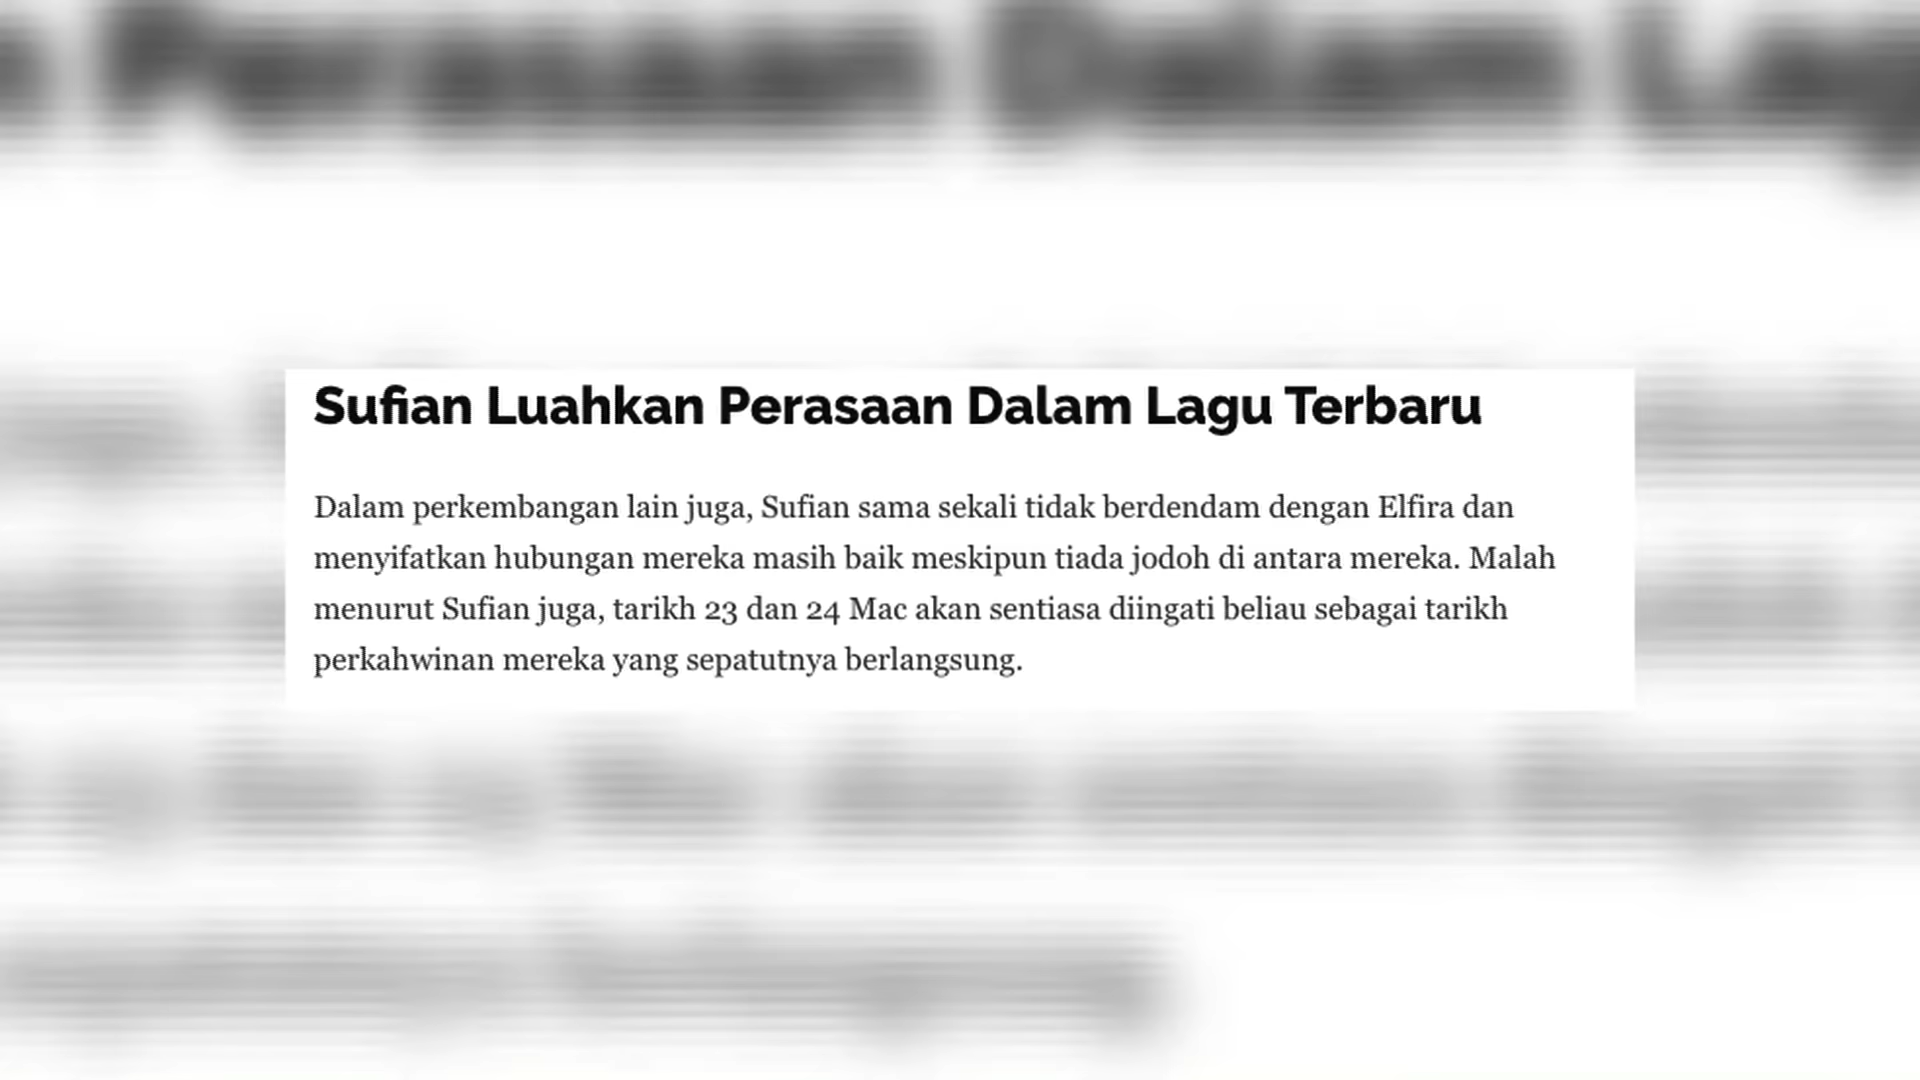 Sufian Luahkan Perasaan Dalam Lagu Terbaru
Dalam perkembangan lain juga, Sufian sama sekali tidak berdendam dengan Elfira dan
menyifatkan hubungan mereka masih baik meskipun tiada jodoh di antara mereka. Malah
menurut Sufian juga, tarikh 23 dan 24 Mac akan sentiasa diingati beliau sebagai tarikh
perkahwinan mereka yang sepatutnya berlangsung.